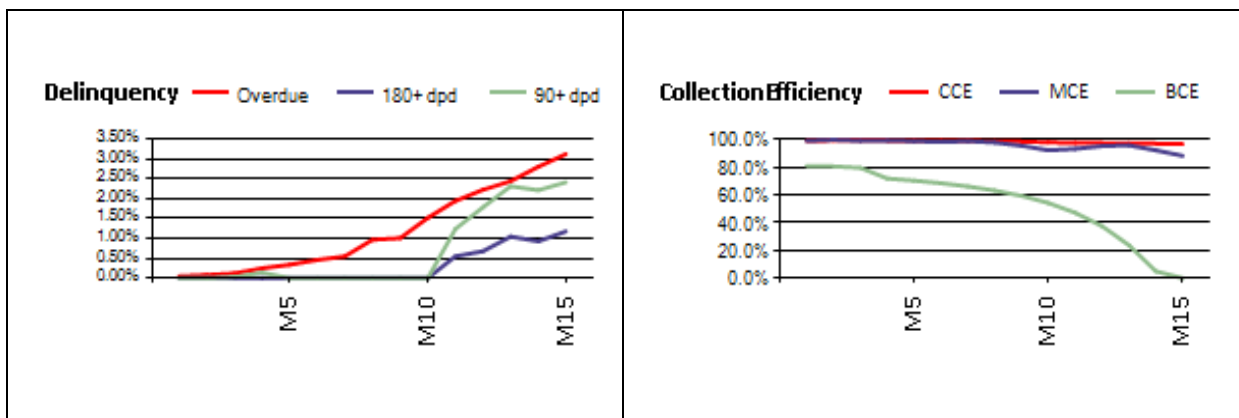 Delinquency Overdue 180+ dpd 90+ dpd
3.50%
3.00%
2.50%
2.00%
1.50%
1.00%
0.50%
0.00%
M5
M10
M15
Collection Efficiency CCE MCE BCE
100.0%
80.0%
60.0%
40.0%
20.0%
0.0%
M5
M10
M15